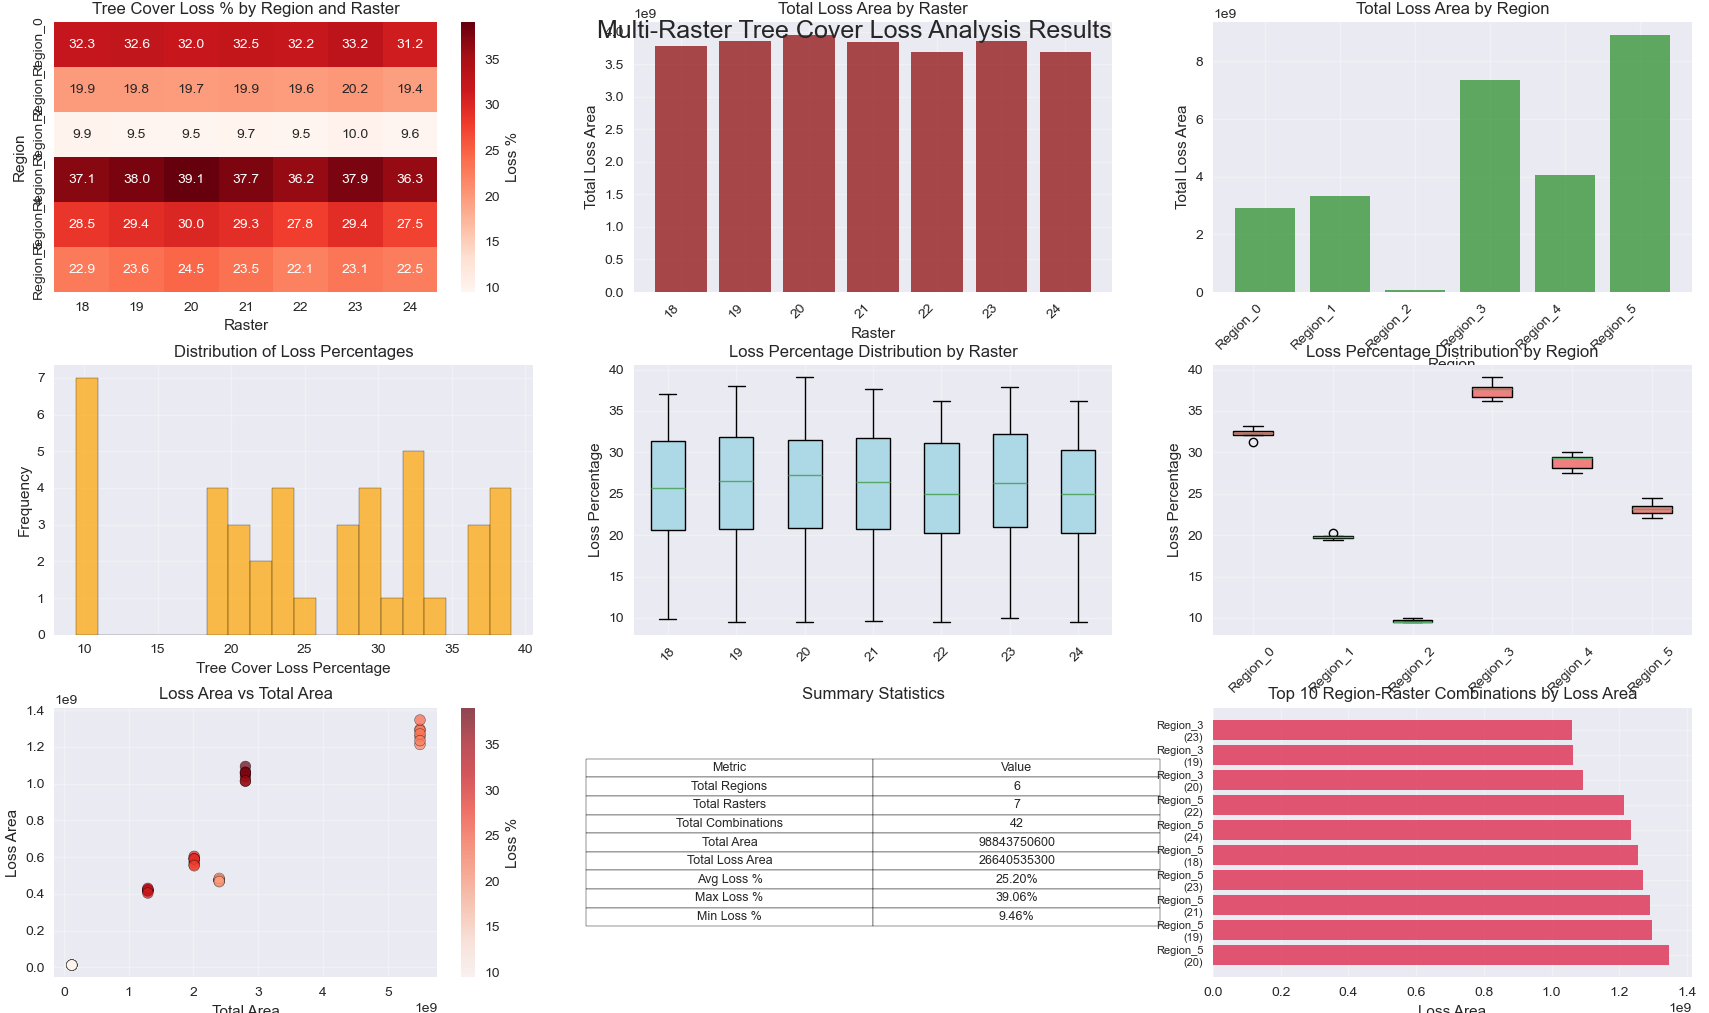 Multi-Raster Tree Cover Loss Analysis Results
Tree Cover Loss % by Region and Raster
Region
Region_0
32.3 32.6 32.0 32.5 32.2 33.2 31.2
Region_1
19.9 19.8 19.7 19.9 19.6 20.2 19.4
Region_2
9.9 9.5 9.5 9.7 9.5 10.0 9.6
Region_3
37.1 38.0 39.1 37.7 36.2 37.9 36.3
Region_4
28.5 29.4 30.0 29.3 27.8 29.4 27.5
Region_5
22.9 23.6 24.5 23.5 22.1 23.1 22.5
18 19 20 21 22 23 24
Raster
35
30
25
20
15
10
Loss %
Total Loss Area by Raster
1e9
Total Loss Area
4.0
3.5
3.0
2.5
2.0
1.5
1.0
0.5
0.0
18 19 20 21 22 23 24
Raster
Total Loss Area by Region
1e9
Total Loss Area
8
6
4
2
0
Region_0 Region_1 Region_2 Region_3 Region_4 Region_5
Region
Distribution of Loss Percentages
Frequency
7
6
5
4
3
2
1
0
10 15 20 25 30 35 40
Tree Cover Loss Percentage
Loss Percentage Distribution by Raster
Loss Percentage
40
35
30
25
20
15
10
18 19 20 21 22 23 24
Loss Percentage Distribution by Region
Loss Percentage
40
35
30
25
20
15
10
Region_0 Region_1 Region_2 Region_3 Region_4 Region_5
Loss Area vs Total Area
1e9
Loss Area
1.4
1.2
1.0
0.8
0.6
0.4
0.2
0.0
0 1 2 3 4 5
1e9
Total Area
35
30
25
20
15
10
Loss %
Summary Statistics
Metric Value
Total Regions 6
Total Rasters 7
Total Combinations 42
Total Area 98843750600
Total Loss Area 26640535300
Avg Loss % 25.20%
Max Loss % 39.06%
Min Loss % 9.46%
Top 10 Region-Raster Combinations by Loss Area
Region_3
(23)
Region_3
(19)
Region_3
(20)
Region_5
(22)
Region_5
(24)
Region_5
(18)
Region_5
(23)
Region_5
(21)
Region_5
(19)
Region_5
(20)
0.0 0.2 0.4 0.6 0.8 1.0 1.2 1.4
1e9
Loss Area